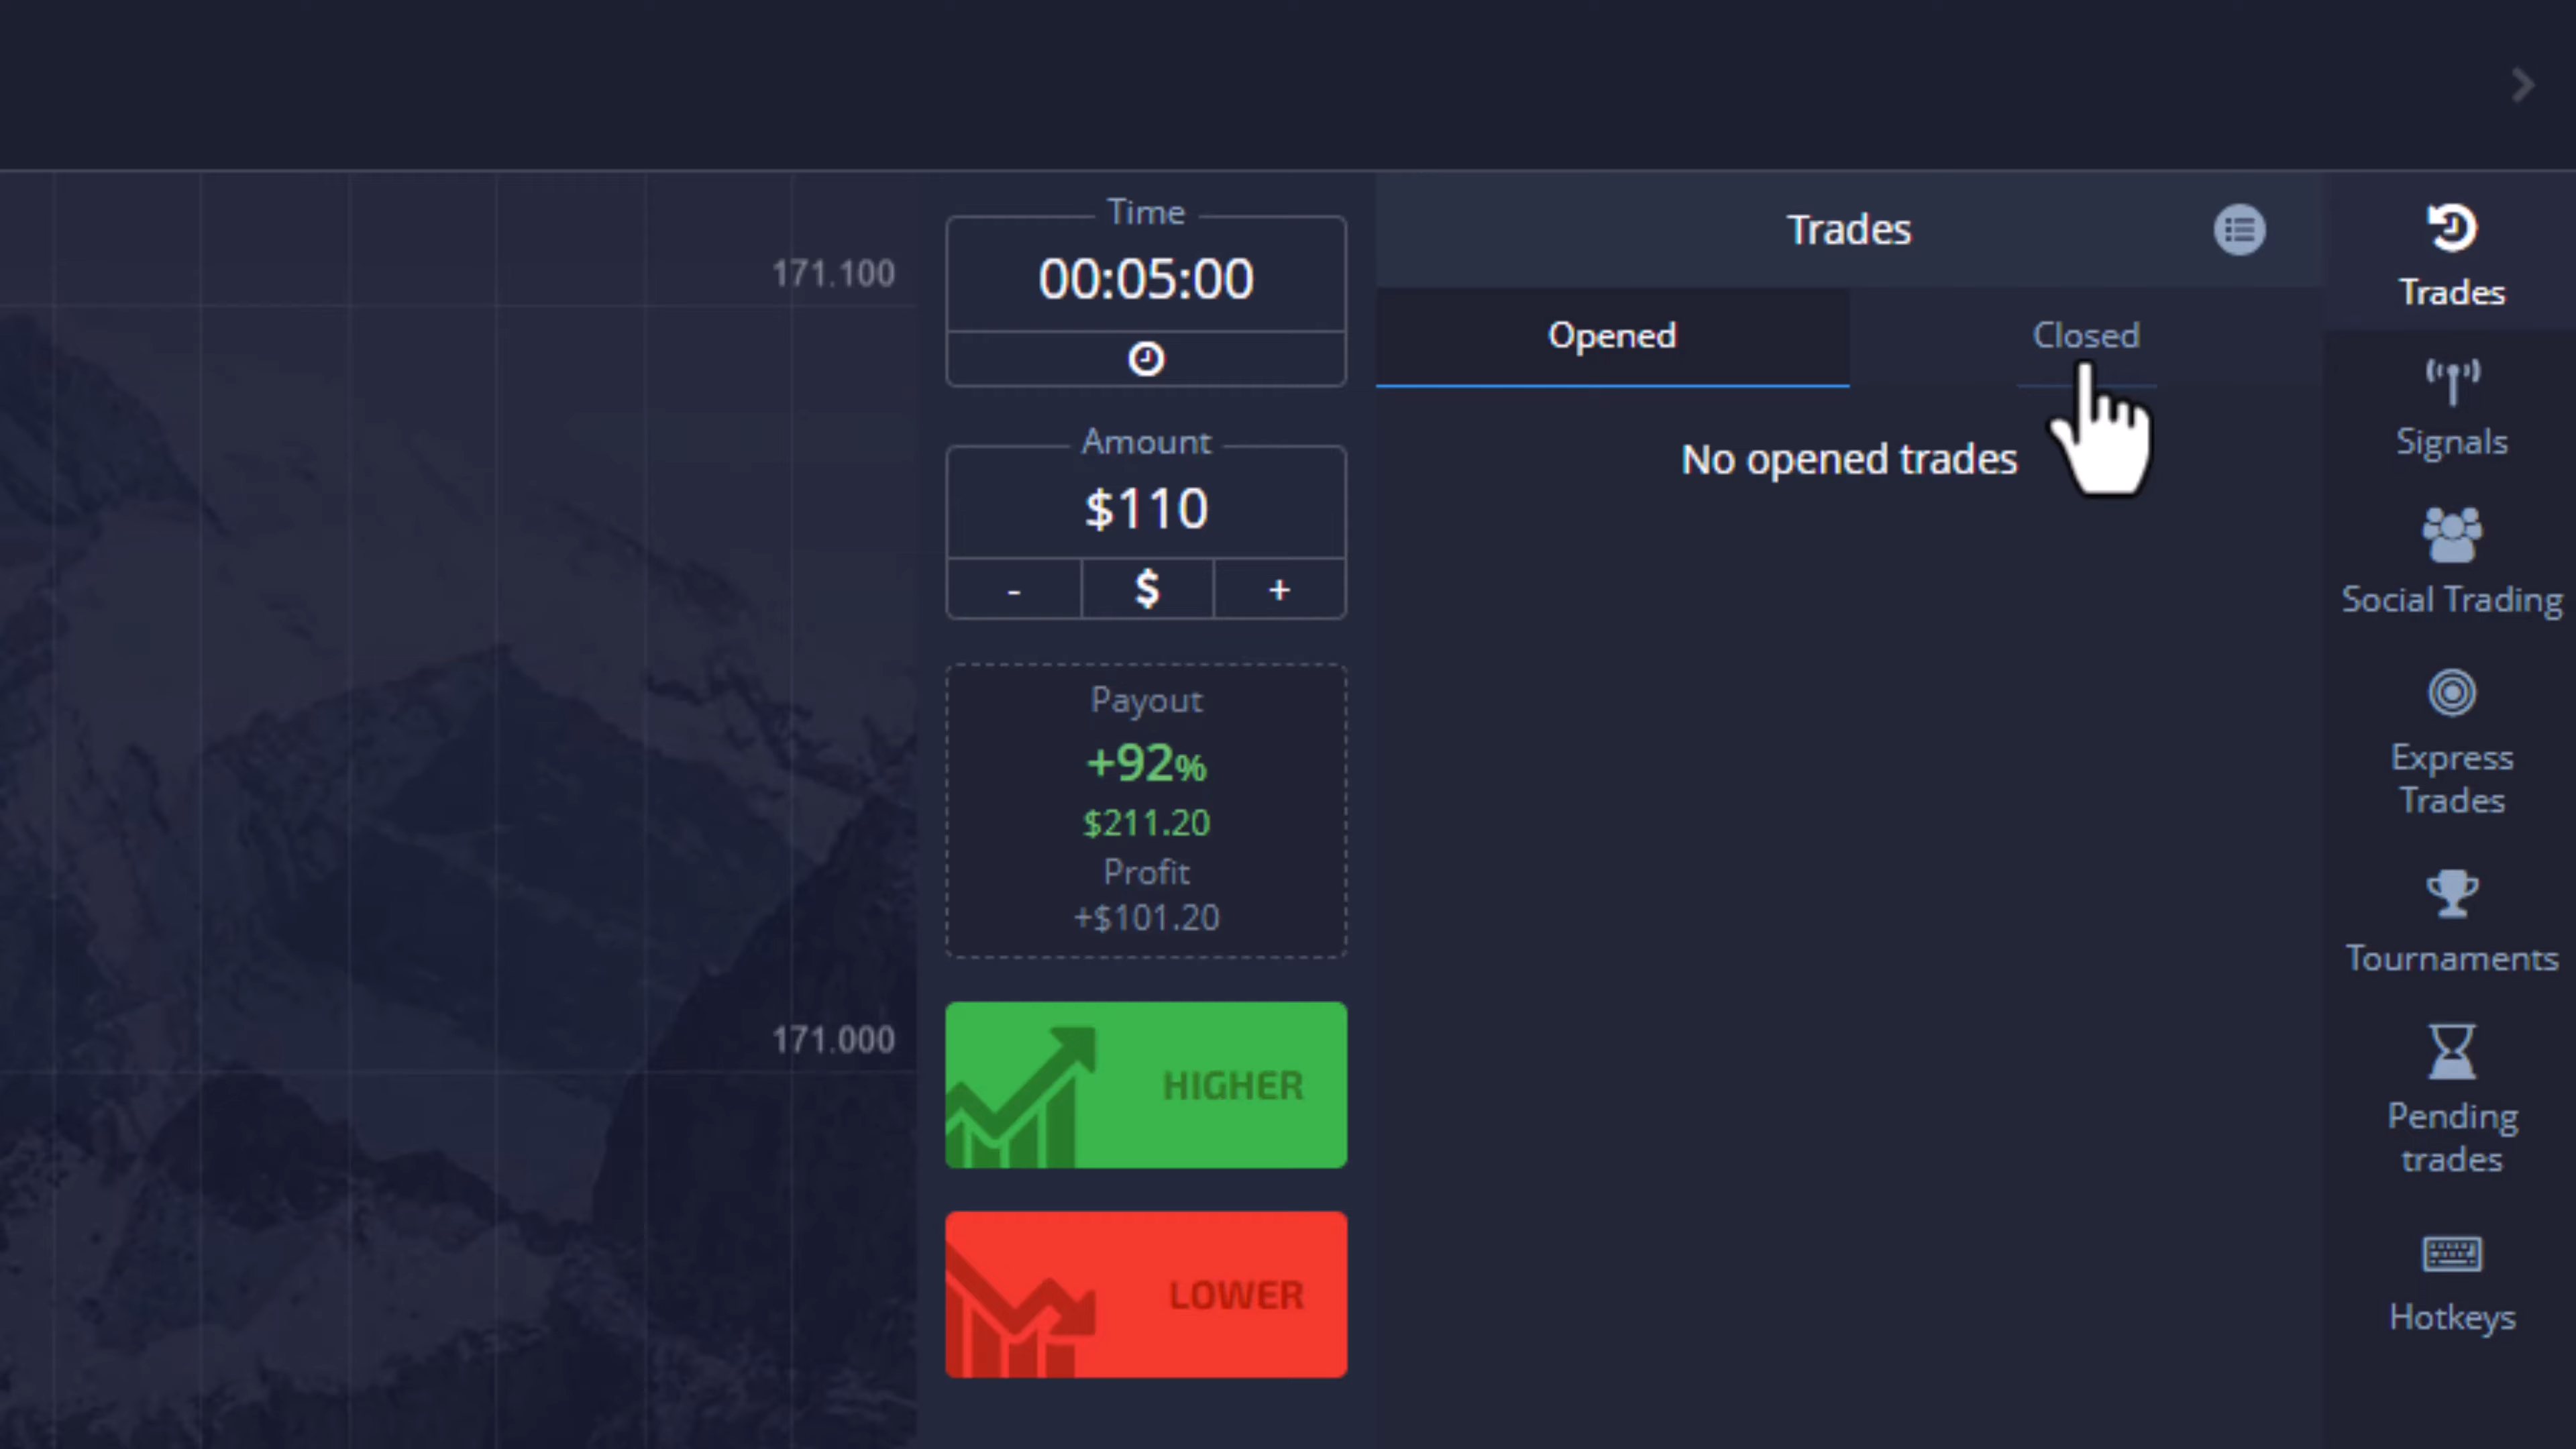 171.100
171.000
Time
00:05:00
Amount
$110
- $ +
Payout
+92%
$211.20
Profit
+$101.20
HIGHER
LOWER
Trades
Opened Closed
No opened trades
Trades
Signals
Social Trading
Express
Trades
Tournaments
Pending
trades
Hotkeys